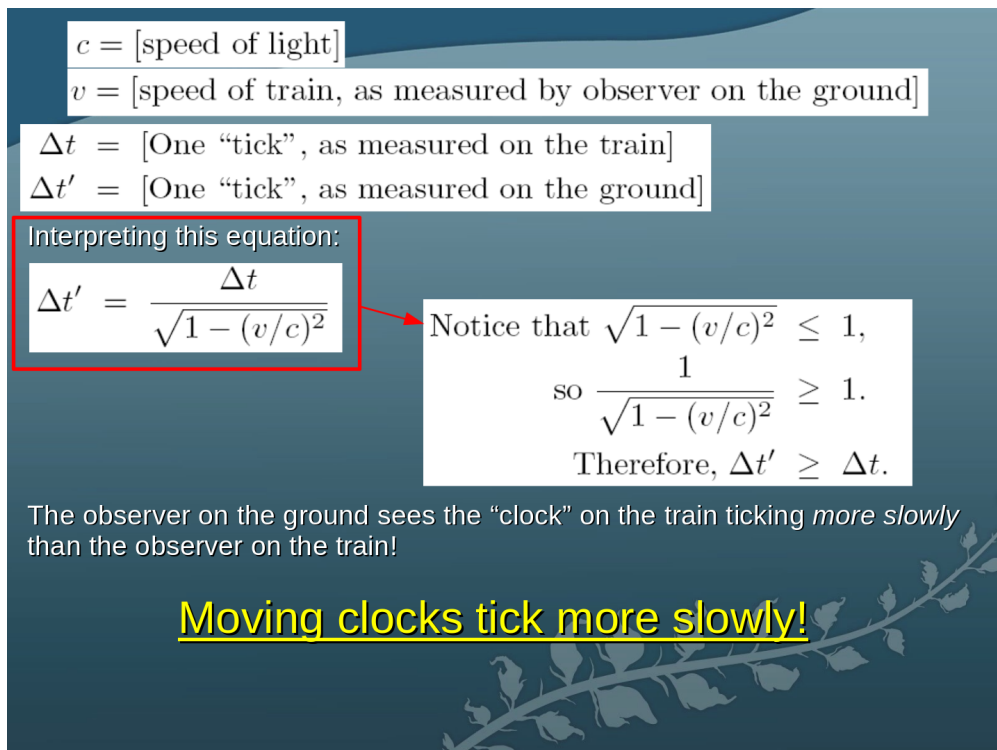 c = [speed of light]
v = [speed of train, as measured by observer on the ground]
Δt = [One “tick”, as measured on the train]
Δt′ = [One “tick”, as measured on the ground]
Interpreting this equation:
Δt′ = Δt / √(1 − (v/c)²)
Notice that √(1 − (v/c)²) ≤ 1,
so 1 / √(1 − (v/c)²) ≥ 1.
Therefore, Δt′ ≥ Δt.
The observer on the ground sees the “clock” on the train ticking more slowly
than the observer on the train!
Moving clocks tick more slowly!